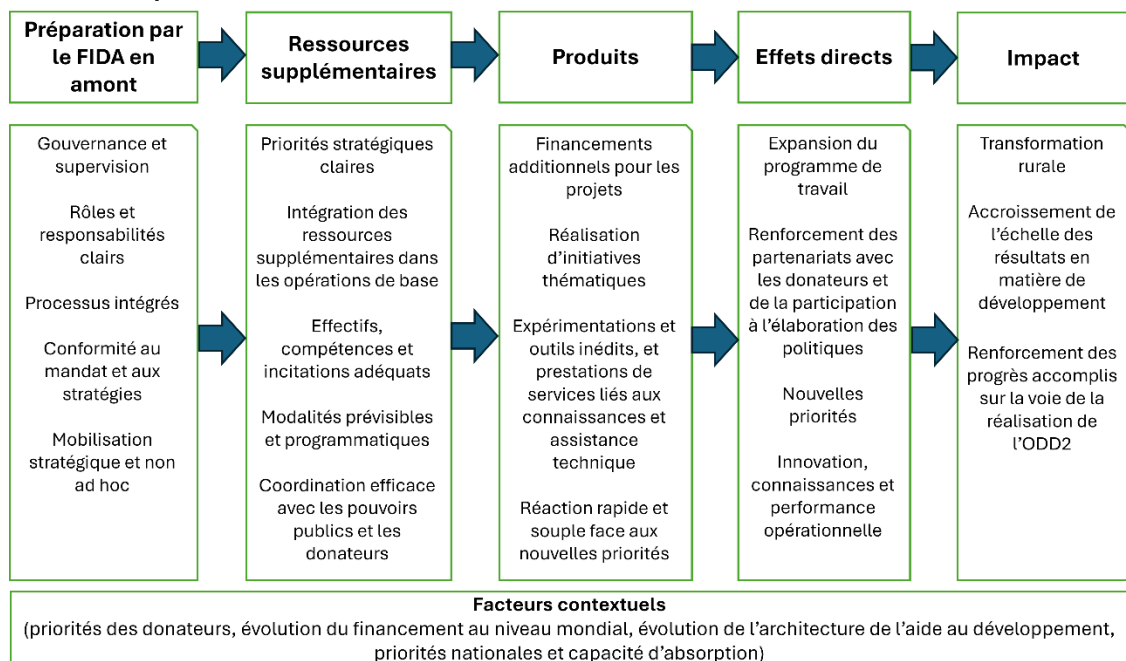 Préparation par
le FIDA en
amont
Ressources
supplémentaires
Produits
Effets directs
Impact
Gouvernance et
supervision
Rôles et
responsabilités
clairs
Processus intégrés
Conformité au
mandat et aux
stratégies
Mobilisation
stratégique et non
ad hoc
Priorités stratégiques
claires
Intégration des
ressources
supplémentaires dans
les opérations de base
Effectifs,
compétences et
incitations adéquats
Modalités prévisibles
et programmatiques
Coordination efficace
avec les pouvoirs
publics et les
donateurs
Financements
additionnels pour les
projets
Réalisation
d'initiatives
thématiques
Expérimentations et
outils inédits, et
prestations de
services liés aux
connaissances et
assistance
technique
Réaction rapide et
souple face aux
nouvelles priorités
Expansion du
programme de
travail
Renforcement des
partenariats avec
les donateurs et
de la participation
à l'élaboration des
politiques
Nouvelles
priorités
Innovation,
connaissances et
performance
opérationnelle
Transformation
rurale
Accroissement de
l'échelle des
résultats en
matière de
développement
Renforcement des
progrès accomplis
sur la voie de la
réalisation de
l'ODD2
Facteurs contextuels
(priorités des donateurs, évolution du financement au niveau mondial, évolution de l'architecture de l'aide au développement,
priorités nationales et capacité d'absorption)